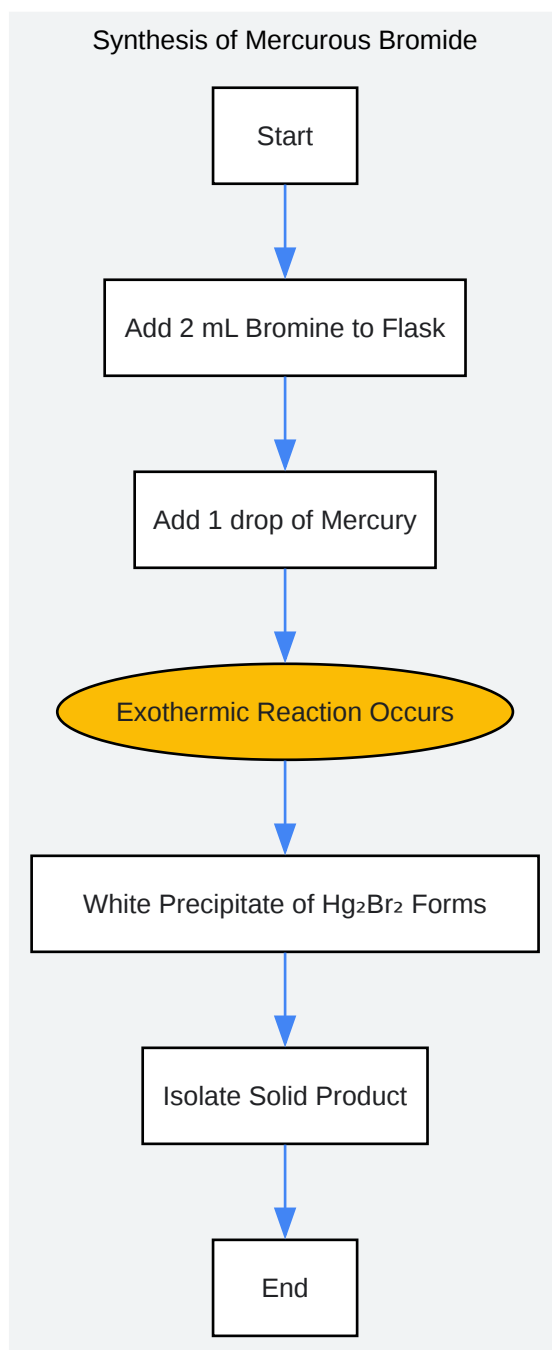 Synthesis of Mercurous Bromide
Start
Add 2 mL Bromine to Flask
Add 1 drop of Mercury
Exothermic Reaction Occurs
White Precipitate of Hg₂Br₂ Forms
Isolate Solid Product
End